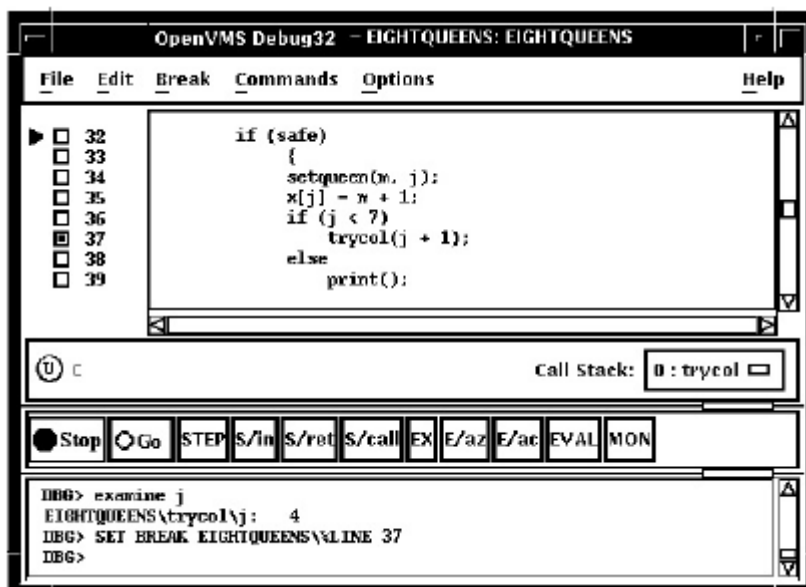 OpenVMS Debug32 - EIGHTQUEENS: EIGHTQUEENS
File Edit Break Commands Options Help
32 if (safe)
33 {
34 setqueen(m, j);
35 x[j] = m + 1;
36 if (j < 7)
37 trycol(j + 1);
38 else
39 print();
U C Call Stack: 0 : trycol
Stop Go STEP S/in S/ret S/call EX E/az E/ac EVAL MON
DBG> examine j
EIGHTQUEENS\trycol\j: 4
DBG> SET BREAK EIGHTQUEENS\%LINE 37
DBG>